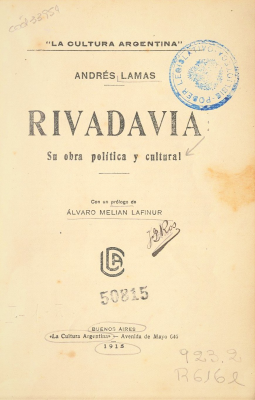 "LA CULTURA ARGENTINA"
ANDRÉS LAMAS
RIVADAVIA
Su obra política y cultural
Con un prólogo de
ÁLVARO MELIAN LAFINUR
50815
BUENOS AIRES
«La Cultura Argentina» — Avenida de Mayo 646
1915
923.2